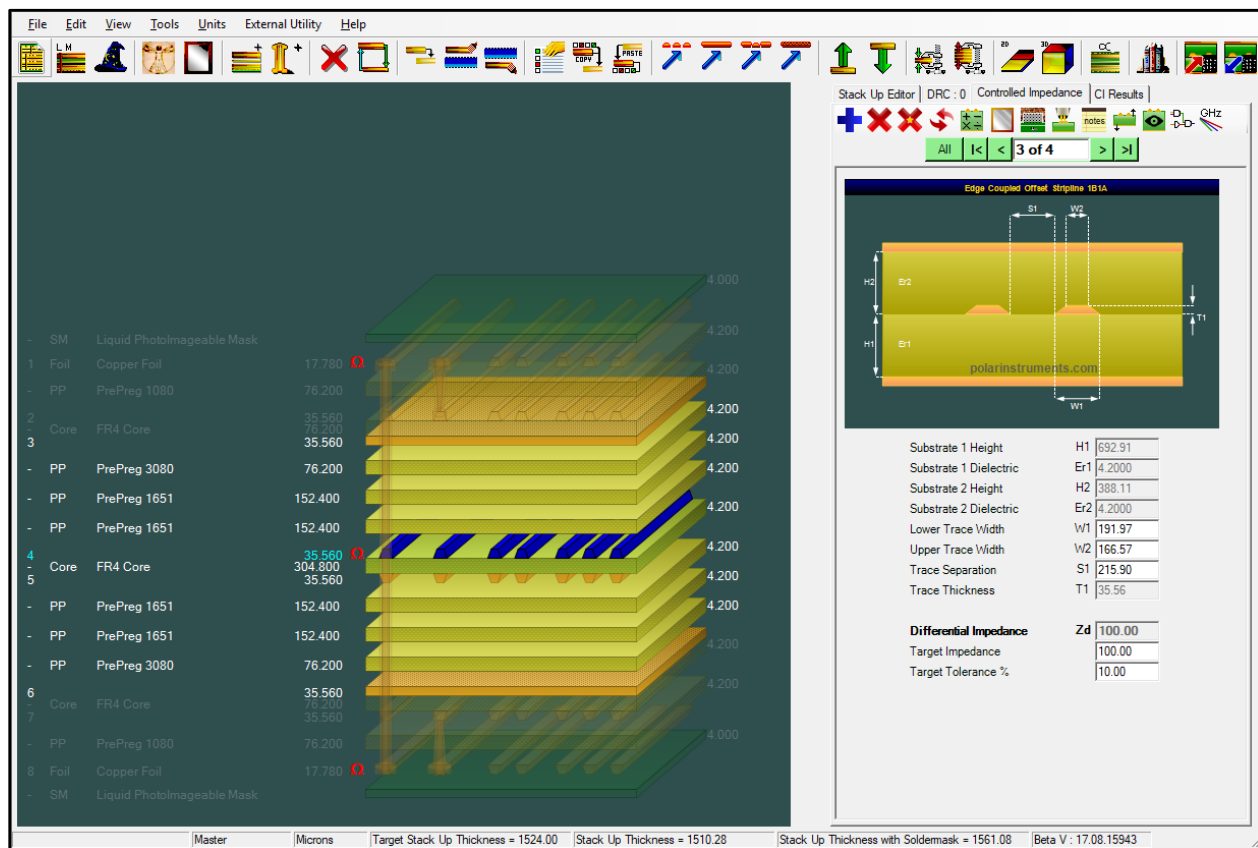 File Edit View Tools Units External Utility Help
L M
PASTE
COPY
2D
3D
Stack Up Editor DRC : 0 Controlled Impedance CI Results
notes
GHz
All |< < 3 of 4 > >|
Edge Coupled Offset Stripline 1B1A
S1 W2
H2 Er2
T1
H1 Er1
polarinstruments.com
W1
Substrate 1 Height H1 692.91
Substrate 1 Dielectric Er1 4.2000
Substrate 2 Height H2 388.11
Substrate 2 Dielectric Er2 4.2000
Lower Trace Width W1 191.97
Upper Trace Width W2 166.57
Trace Separation S1 215.90
Trace Thickness T1 35.56
Differential Impedance Zd 100.00
Target Impedance 100.00
Target Tolerance % 10.00
4.000
- SM Liquid PhotoImageable Mask 4.200
1 Foil Copper Foil 17.780 Ω 4.200
- PP PrePreg 1080 76.200
2 35.560 4.200
- Core FR4 Core 76.200
3 35.560 4.200
- PP PrePreg 3080 76.200 4.200
- PP PrePreg 1651 152.400 4.200
- PP PrePreg 1651 152.400 4.200
4 35.560 Ω 4.200
- Core FR4 Core 304.800
5 35.560 4.200
- PP PrePreg 1651 152.400 4.200
- PP PrePreg 1651 152.400 4.200
- PP PrePreg 3080 76.200 4.200
6 35.560 4.200
- Core FR4 Core 76.200
7 35.560
- PP PrePreg 1080 76.200 4.000
8 Foil Copper Foil 17.780 Ω
- SM Liquid PhotoImageable Mask
Master Microns Target Stack Up Thickness = 1524.00 Stack Up Thickness = 1510.28 Stack Up Thickness with Soldermask = 1561.08 Beta V : 17.08.15943